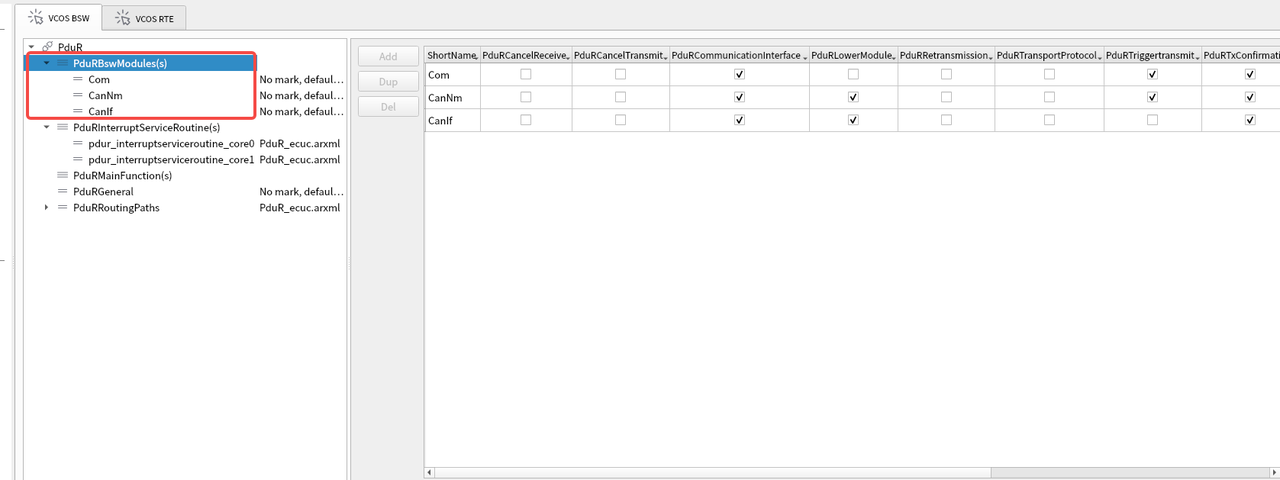 VCOS BSW VCOS RTE
PduR
PduRBswModules(s)
Com No mark, defaul...
CanNm No mark, defaul...
CanIf No mark, defaul...
PduRInterruptServiceRoutine(s)
pdur_interruptserviceroutine_core0 PduR_ecuc.arxml
pdur_interruptserviceroutine_core1 PduR_ecuc.arxml
PduRMainFunction(s)
PduRGeneral No mark, defaul...
PduRRoutingPaths PduR_ecuc.arxml
Add
Dup
Del
ShortName PduRCancelReceive PduRCancelTransmit PduRCommunicationInterface PduRLowerModule PduRRetransmission PduRTransportProtocol PduRTriggertransmit PduRTxConfirmati
Com
CanNm
CanIf